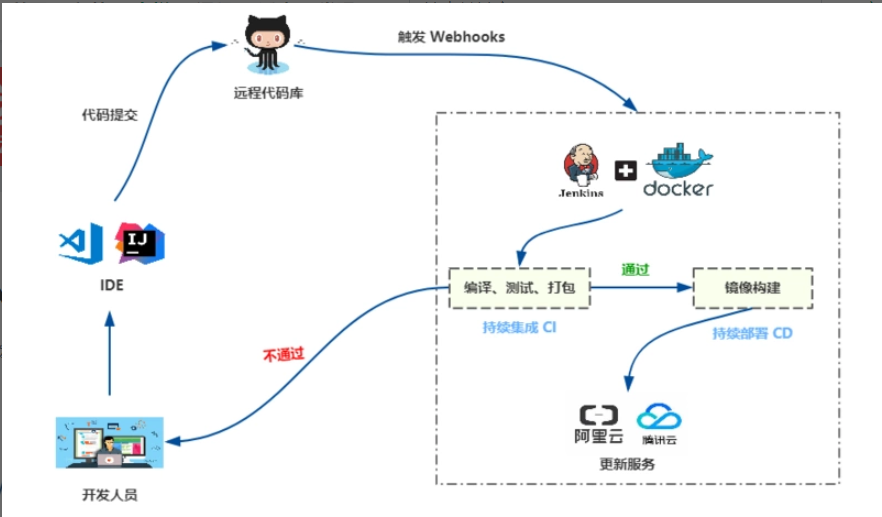 触发 Webhooks
远程代码库
代码提交
Jenkins
docker
IJ
IDE
编译、测试、打包
通过
镜像构建
持续集成 CI
持续部署 CD
不通过
阿里云
腾讯云
更新服务
开发人员